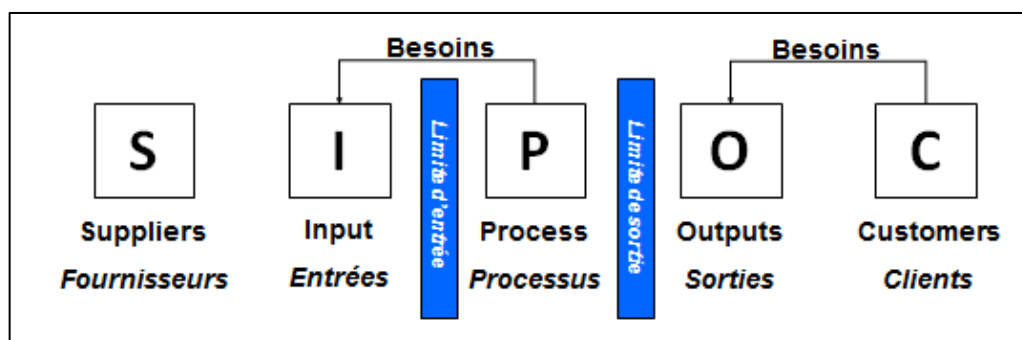 Besoins
Besoins
S
I
P
O
C
Limite d'entrée
Limite de sortie
Suppliers
Input
Process
Outputs
Customers
Fournisseurs
Entrées
Processus
Sorties
Clients